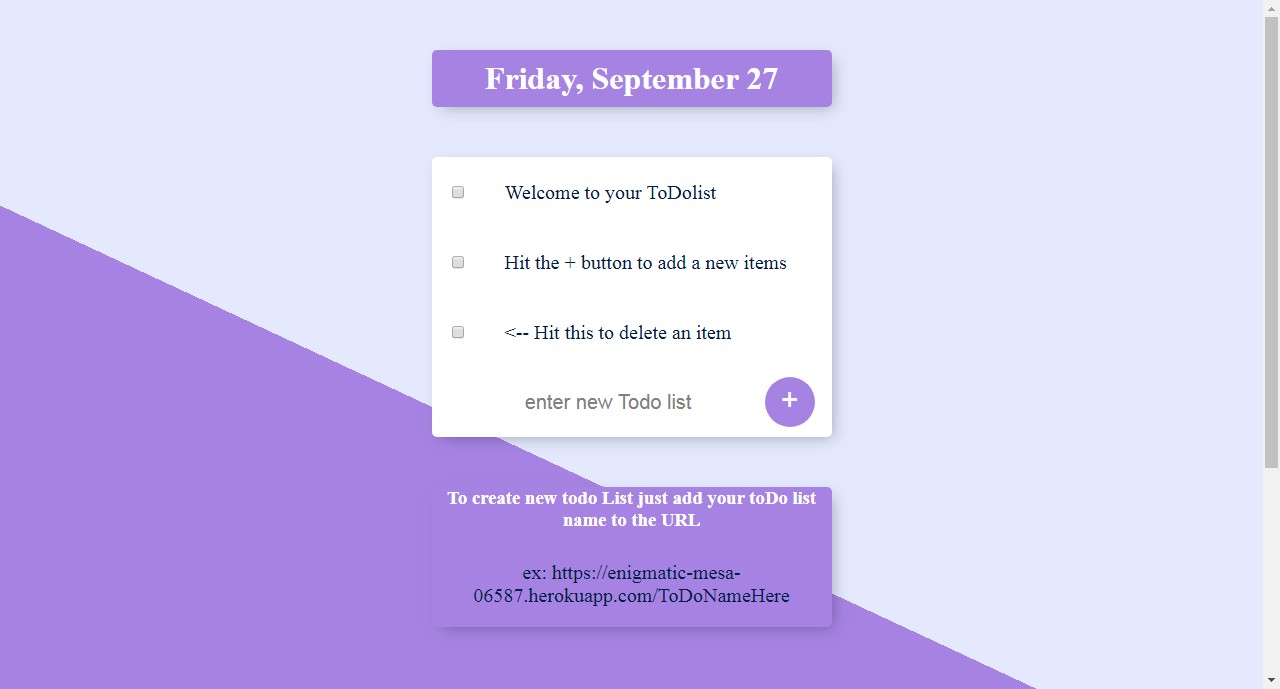 Friday, September 27
Welcome to your ToDolist
Hit the + button to add a new items
<-- Hit this to delete an item
enter new Todo list
+
To create new todo List just add your toDo list
name to the URL
ex: https://enigmatic-mesa-
06587.herokuapp.com/ToDoNameHere